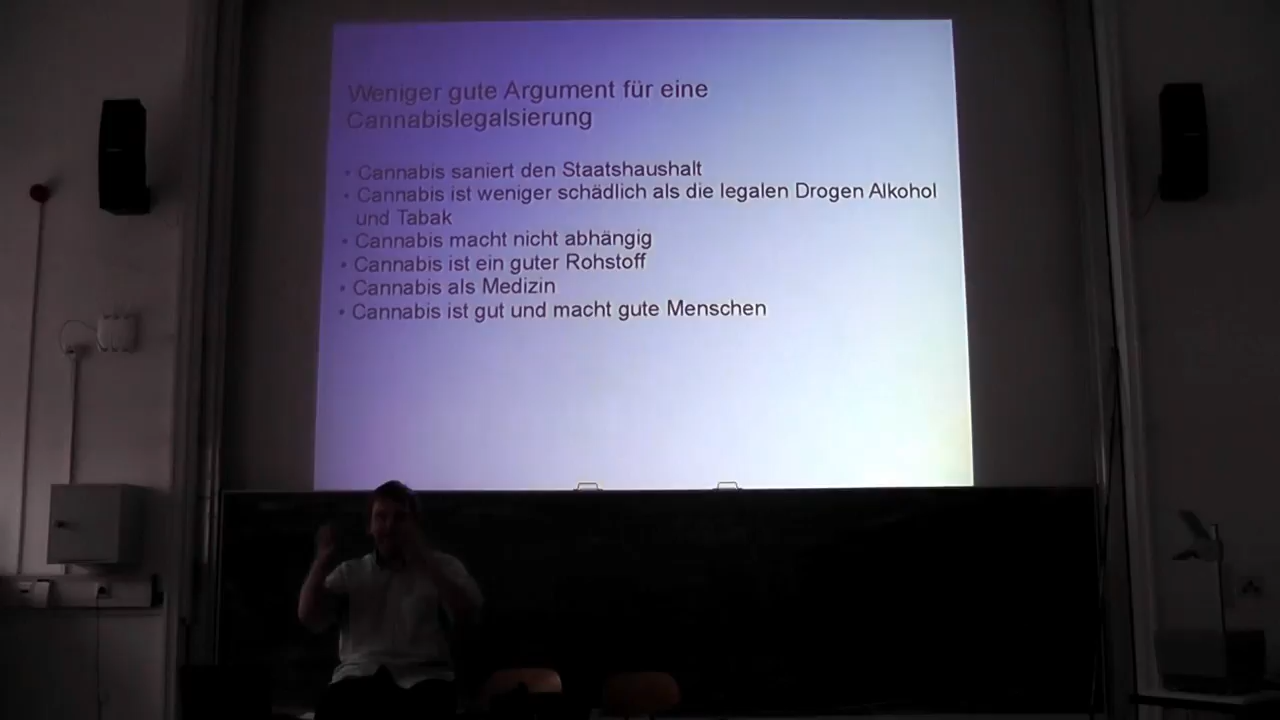 Weniger gute Argument für eine
Cannabislegalsierung
• Cannabis saniert den Staatshaushalt
• Cannabis ist weniger schädlich als die legalen Drogen Alkohol
und Tabak
• Cannabis macht nicht abhängig
• Cannabis ist ein guter Rohstoff
• Cannabis als Medizin
• Cannabis ist gut und macht gute Menschen